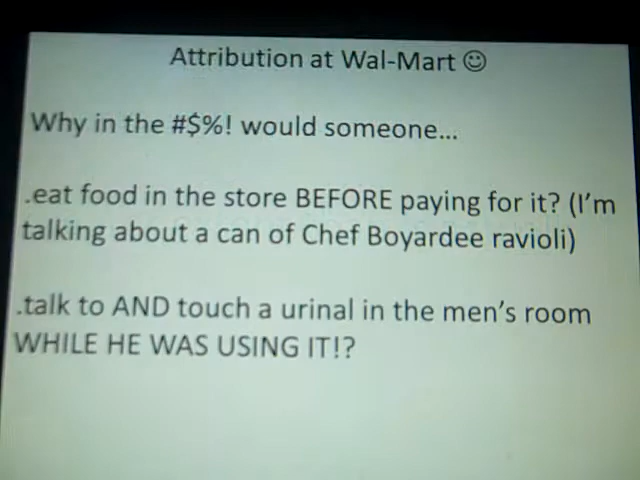 Attribution at Wal-Mart ☺
Why in the #$%! would someone...
.eat food in the store BEFORE paying for it? (I'm
talking about a can of Chef Boyardee ravioli)
.talk to AND touch a urinal in the men's room
WHILE HE WAS USING IT!?